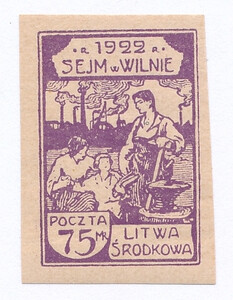 R. 1922 R.
SEJM W WILNIE
POCZTA
75 MK
LITWA
ŚRODKOWA